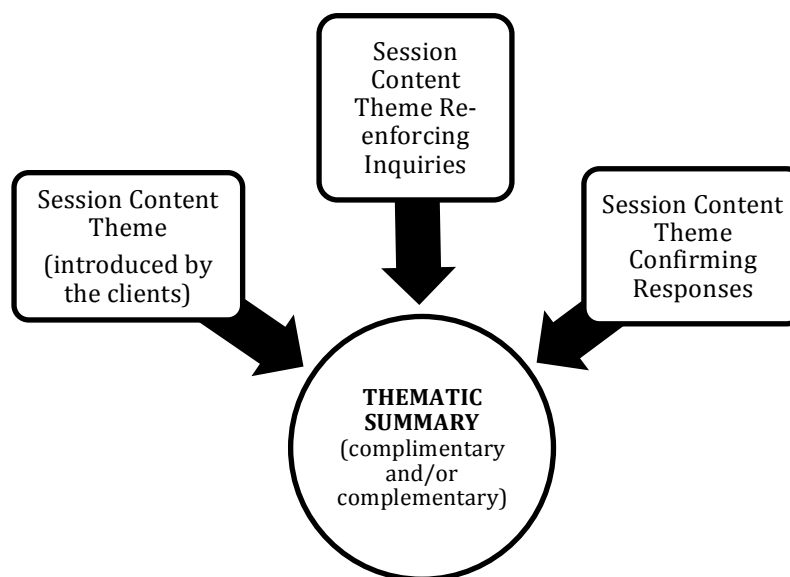 Session Content
Theme
(introduced by
the clients)
Session
Content
Theme Re-
enforcing
Inquiries
Session Content
Theme
Confirming
Responses
THEMATIC
SUMMARY
(complimentary
and/or
complementary)